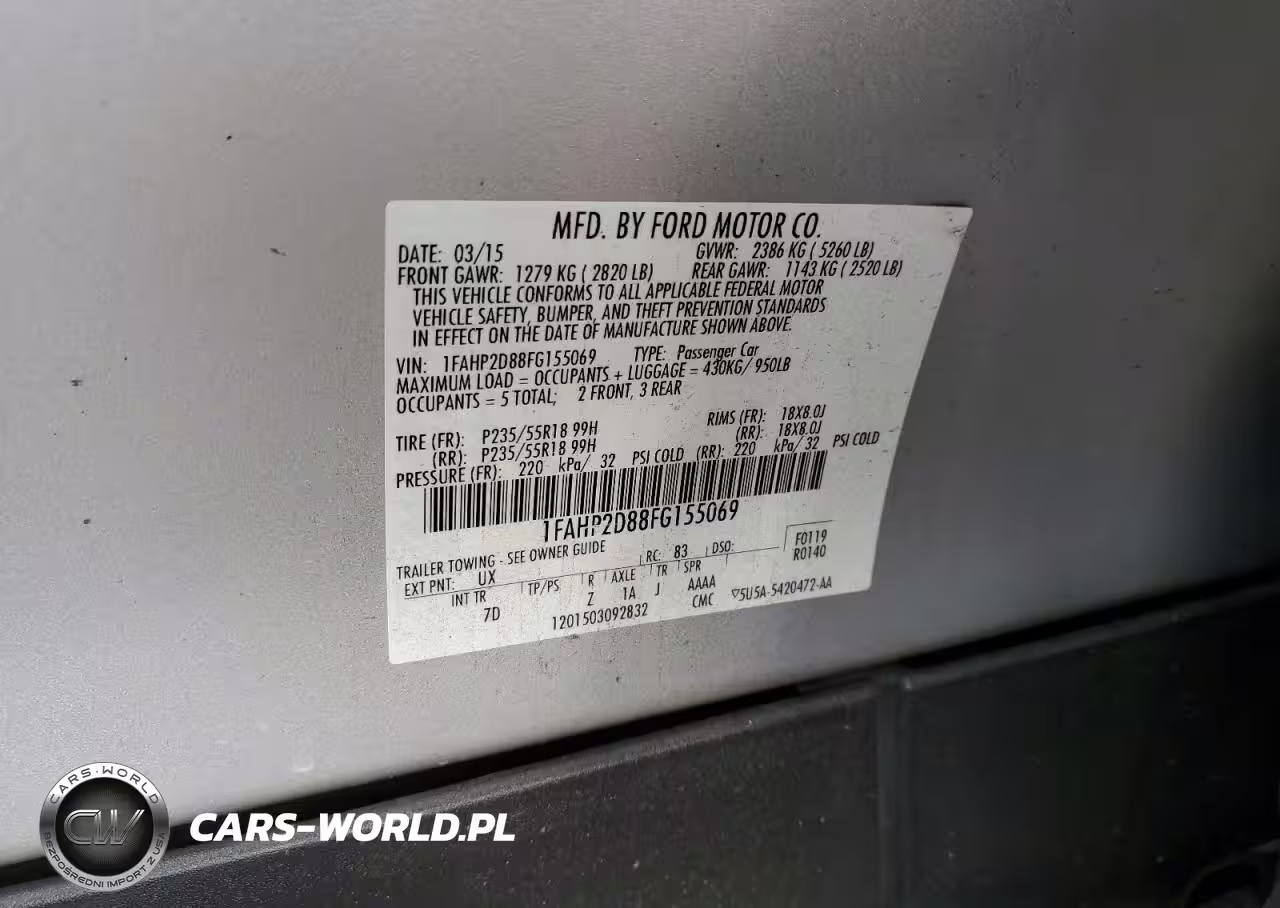 MFD. BY FORD MOTOR CO.
DATE: 03/15 GVWR: 2386 KG ( 5260 LB)
FRONT GAWR: 1279 KG ( 2820 LB) REAR GAWR: 1143 KG ( 2520 LB)
THIS VEHICLE CONFORMS TO ALL APPLICABLE FEDERAL MOTOR
VEHICLE SAFETY, BUMPER, AND THEFT PREVENTION STANDARDS
IN EFFECT ON THE DATE OF MANUFACTURE SHOWN ABOVE.
VIN: 1FAHP2D88FG155069 TYPE: Passenger Car
MAXIMUM LOAD = OCCUPANTS + LUGGAGE = 430KG/ 950LB
OCCUPANTS = 5 TOTAL; 2 FRONT, 3 REAR
TIRE (FR): P235/55R18 99H RIMS (FR): 18X8.0J
(RR): P235/55R18 99H (RR): 18X8.0J
PRESSURE (FR): 220 kPa/ 32 PSI COLD (RR): 220 kPa/ 32 PSI COLD
1FAHP2D88FG155069
TRAILER TOWING - SEE OWNER GUIDE
EXT PNT: UX RC: 83 DSO: F0119
R0140
INT TR TP/PS R AXLE TR SPR
7D Z 1A J AAAA
1201503092832 CMC ▽5U5A-5420472-AA
CARS-WORLD
CW
BEZPOŚREDNI IMPORT Z USA
CARS-WORLD.PL